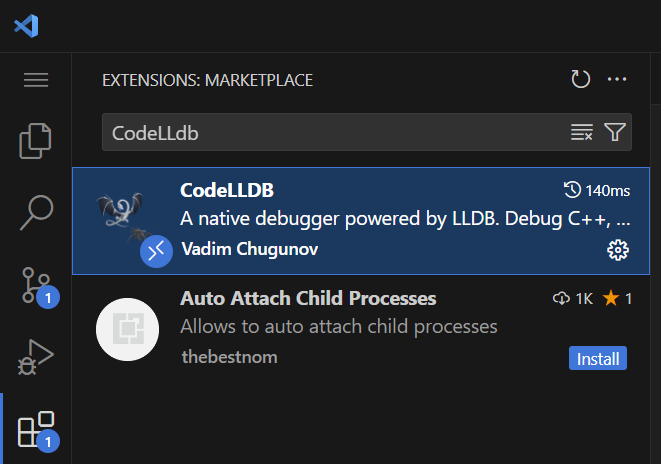 EXTENSIONS: MARKETPLACE
CodeLLdb
CodeLLDB 140ms
A native debugger powered by LLDB. Debug C++, ...
Vadim Chugunov
1
Auto Attach Child Processes 1K 1
Allows to auto attach child processes
thebestnom Install
1